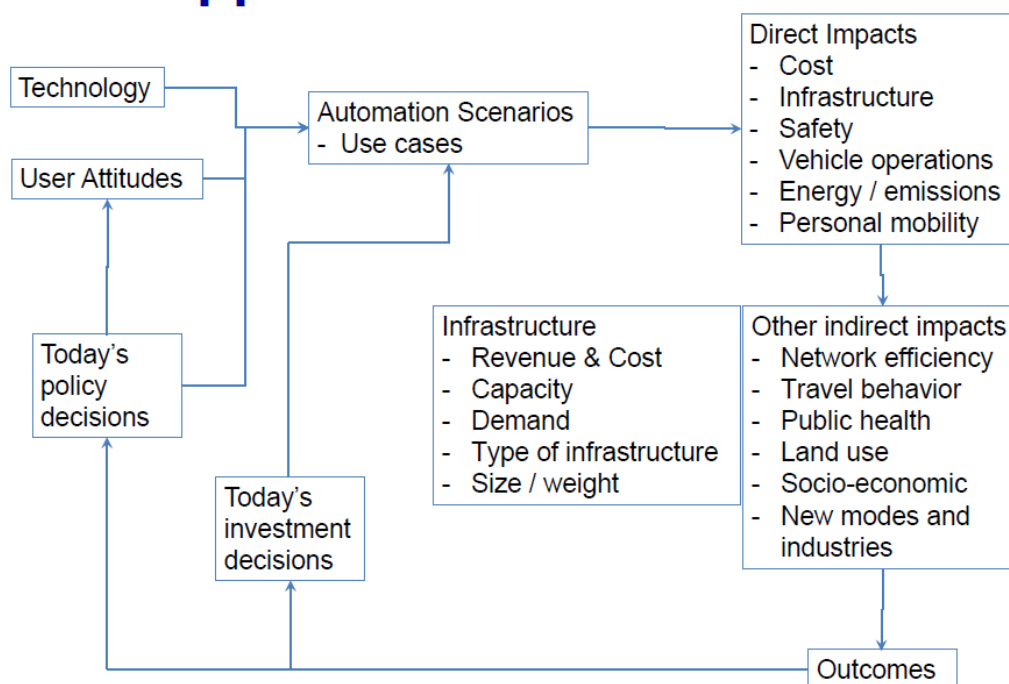 pp
Technology
User Attitudes
Automation Scenarios
- Use cases
Direct Impacts
- Cost
- Infrastructure
- Safety
- Vehicle operations
- Energy / emissions
- Personal mobility
Today’s
policy
decisions
Today’s
investment
decisions
Infrastructure
- Revenue & Cost
- Capacity
- Demand
- Type of infrastructure
- Size / weight
Other indirect impacts
- Network efficiency
- Travel behavior
- Public health
- Land use
- Socio-economic
- New modes and
industries
Outcomes